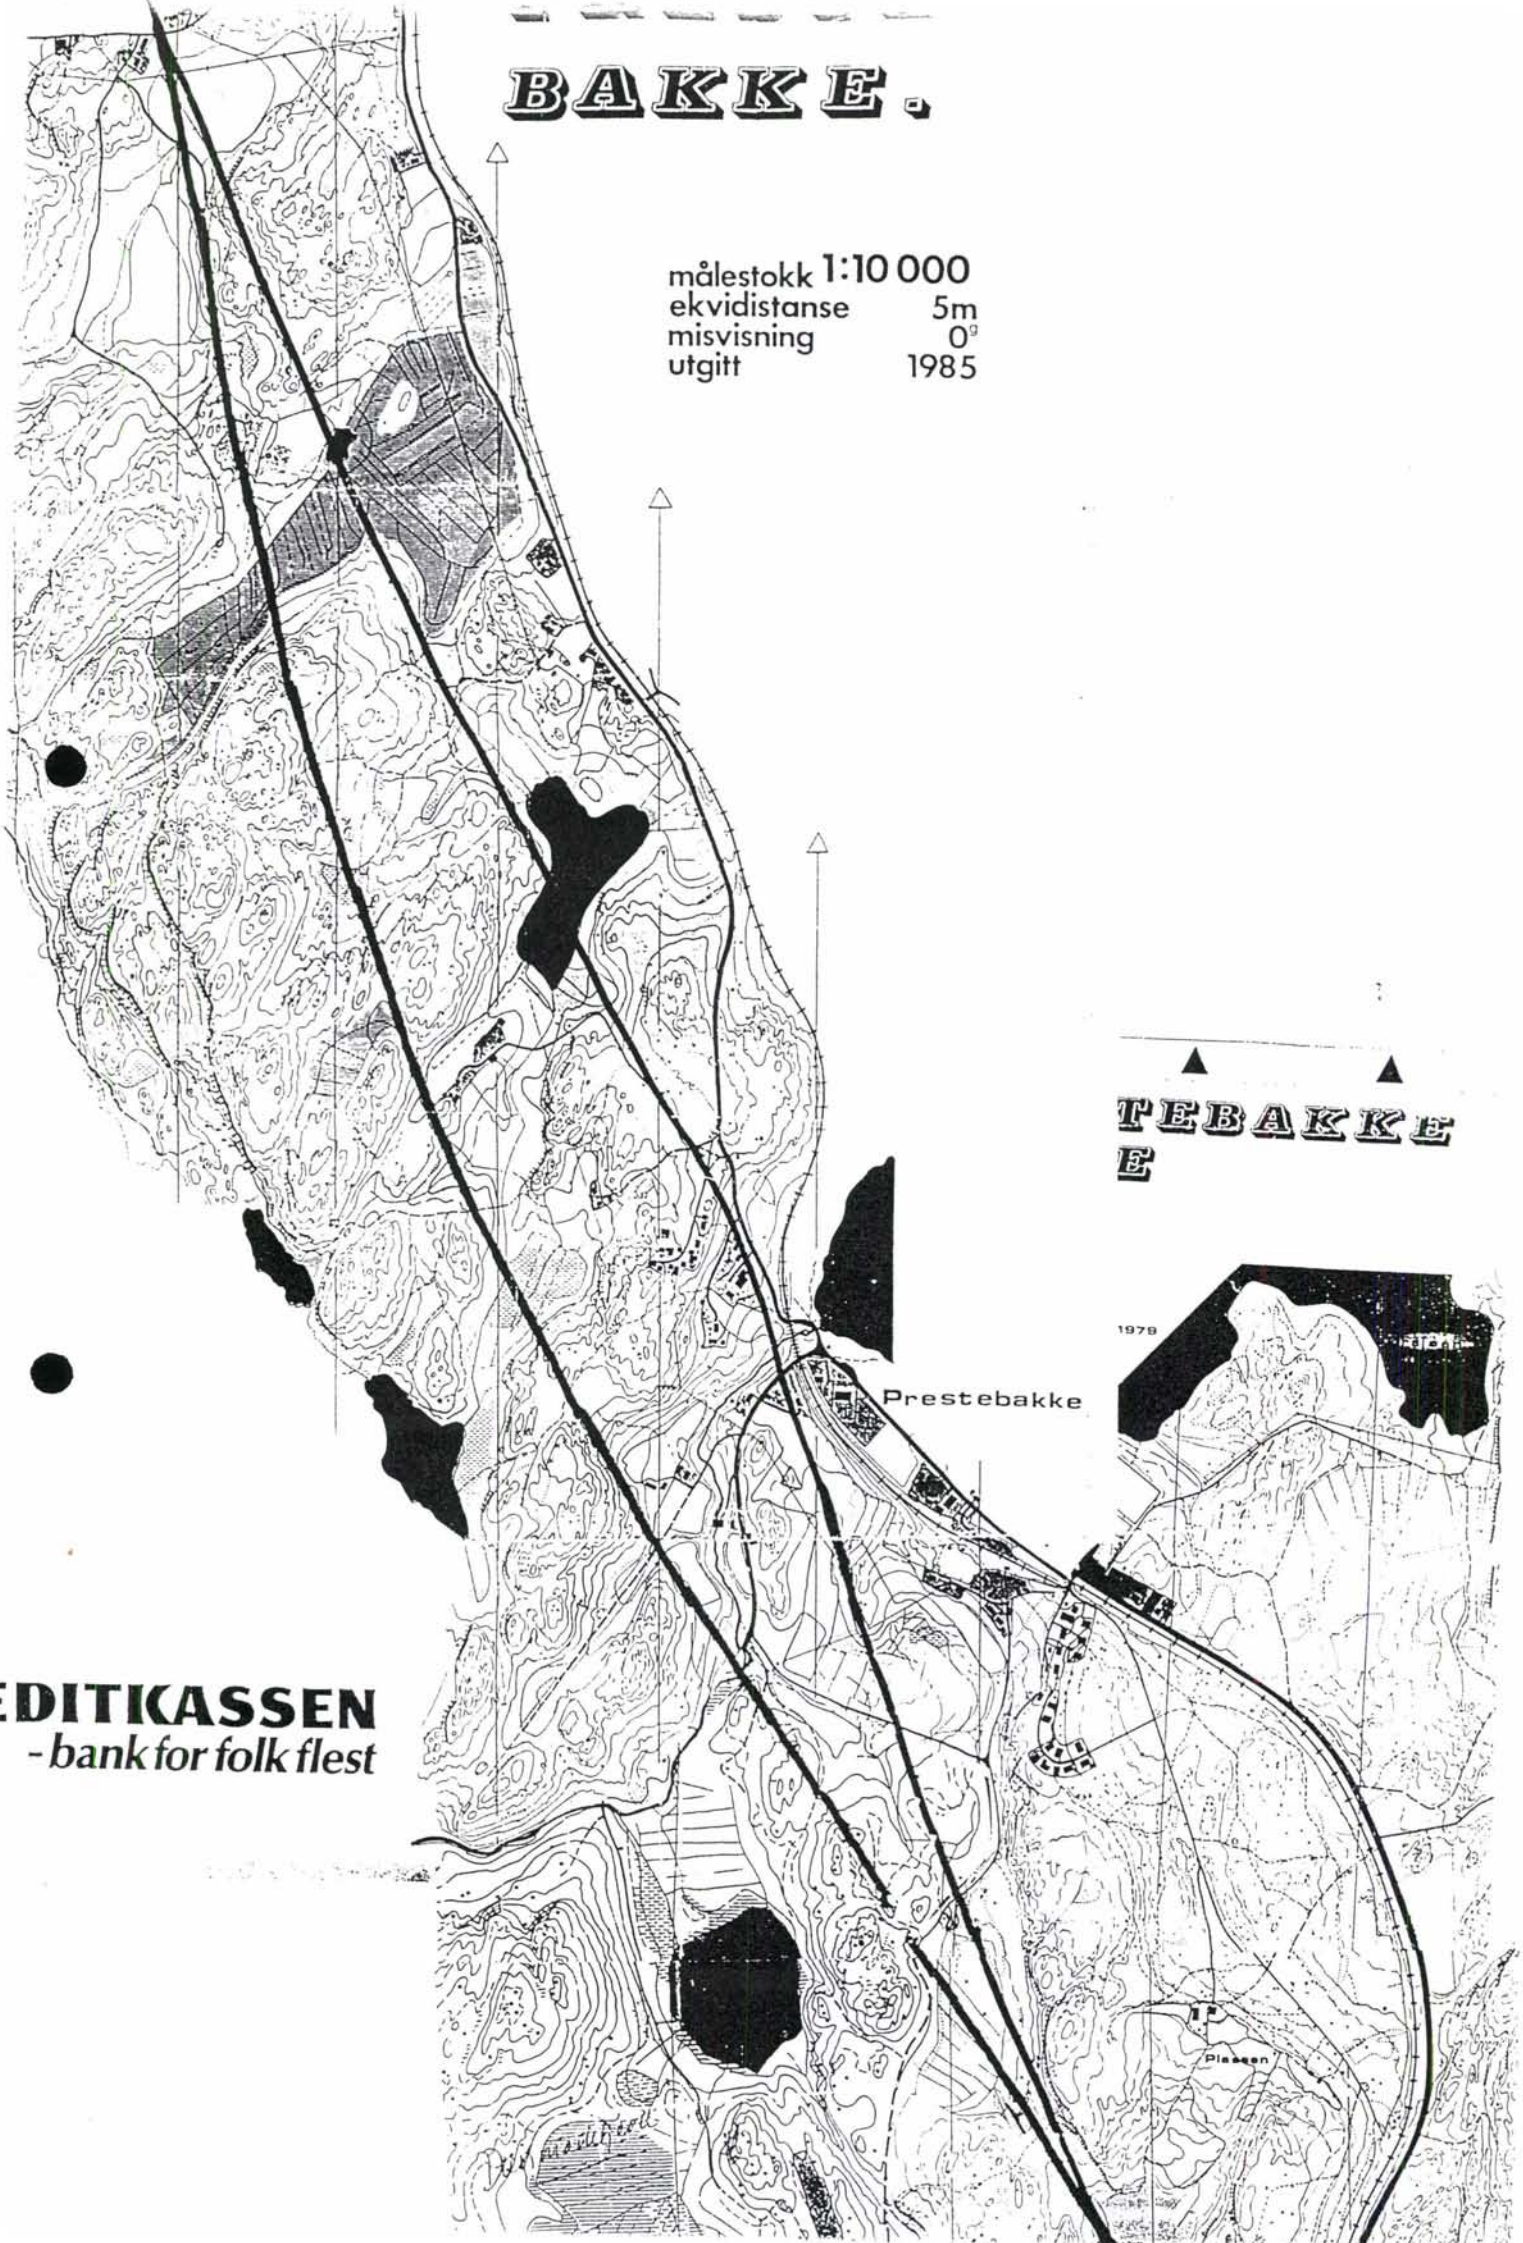 BAKKE.
målestokk 1:10 000
ekvidistanse 5m
misvisning 0ᵍ
utgitt 1985
TEBAKKE
E
1979
Prestebakke
EDITKASSEN
- bank for folk flest
Plassen